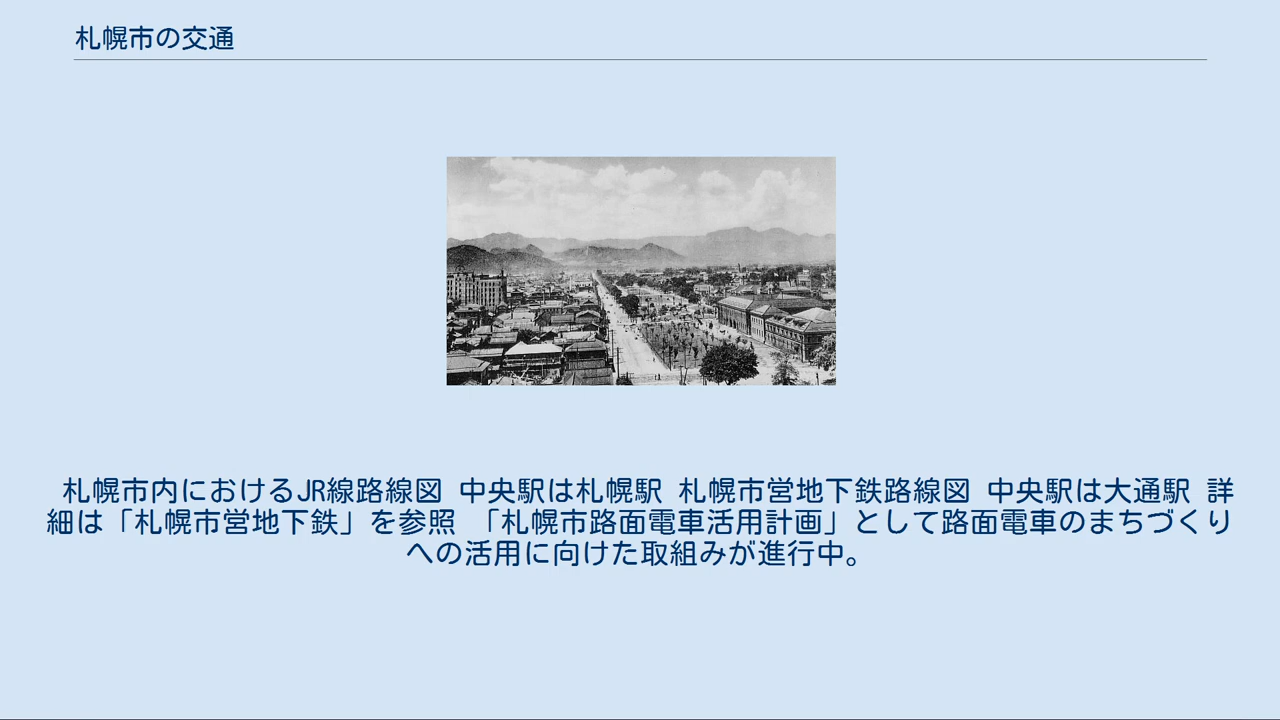 札幌市の交通
札幌市内におけるJR線路線図 中央駅は札幌駅 札幌市営地下鉄路線図 中央駅は大通駅 詳
細は「札幌市営地下鉄」を参照 「札幌市路面電車活用計画」として路面電車のまちづくり
への活用に向けた取組みが進行中。